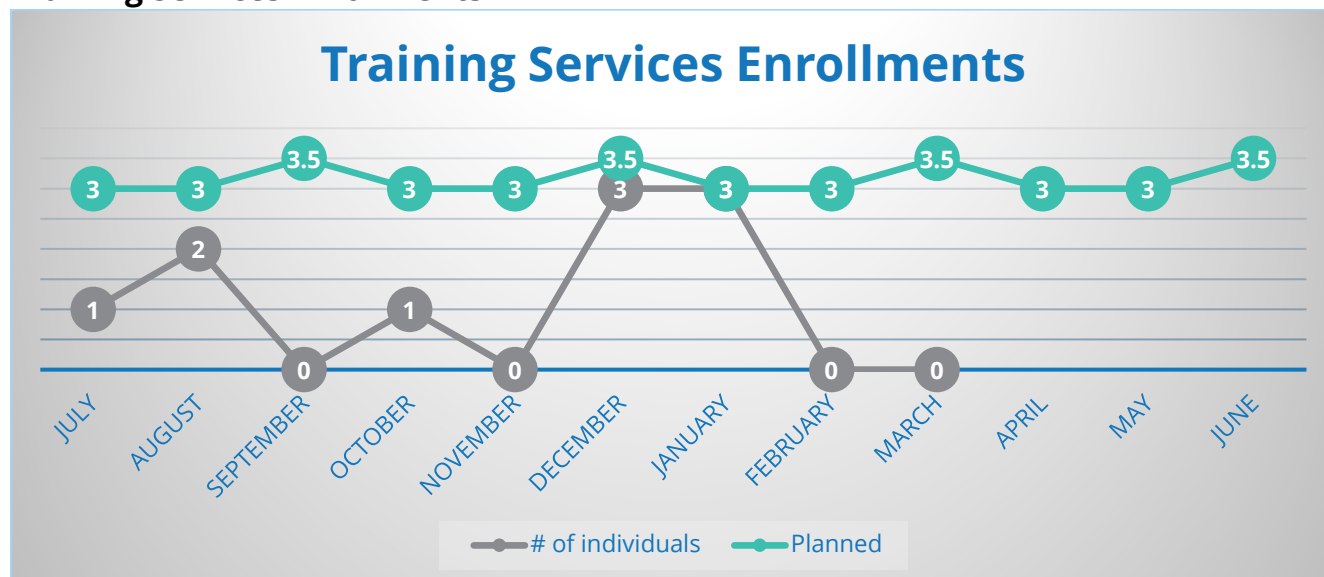 Training Services Enrollments
3.5 3.5 3.5 3.5
3 3 3 3 3 3 3 3 3
2
1 1
0 0 0 0
JULY AUGUST SEPTEMBER OCTOBER NOVEMBER DECEMBER JANUARY FEBRUARY MARCH APRIL MAY JUNE
# of individuals Planned